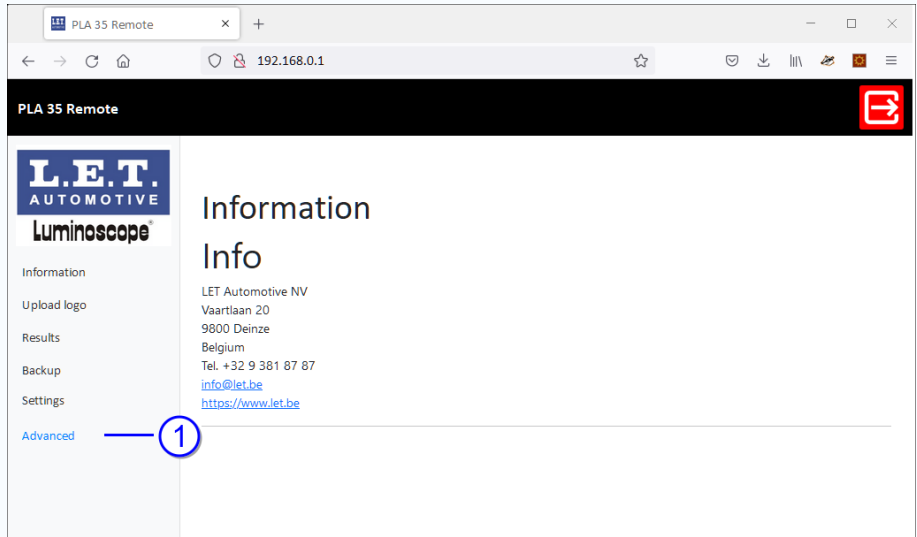 PLA 35 Remote
192.168.0.1
PLA 35 Remote
L.E.T.
AUTOMOTIVE
Luminoscope®
Information
Upload logo
Results
Backup
Settings
Advanced
1
Information
Info
LET Automotive NV
Vaartlaan 20
9800 Deinze
Belgium
Tel. +32 9 381 87 87
info@let.be
https://www.let.be